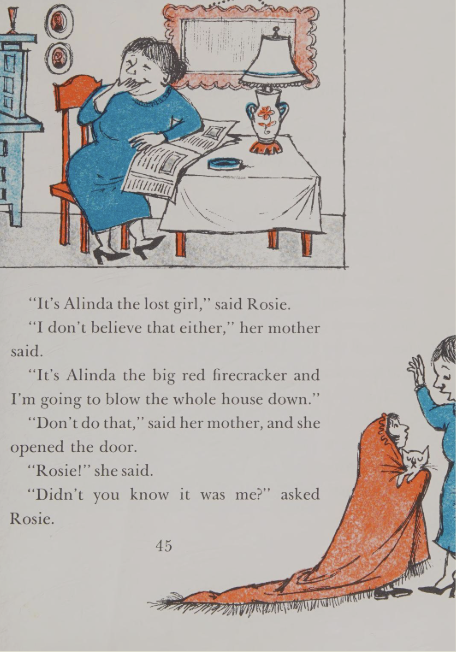 "It's Alinda the lost girl," said Rosie.
"I don't believe that either," her mother
said.
"It's Alinda the big red firecracker and
I'm going to blow the whole house down."
"Don't do that," said her mother, and she
opened the door.
"Rosie!" she said.
"Didn't you know it was me?" asked
Rosie.
45